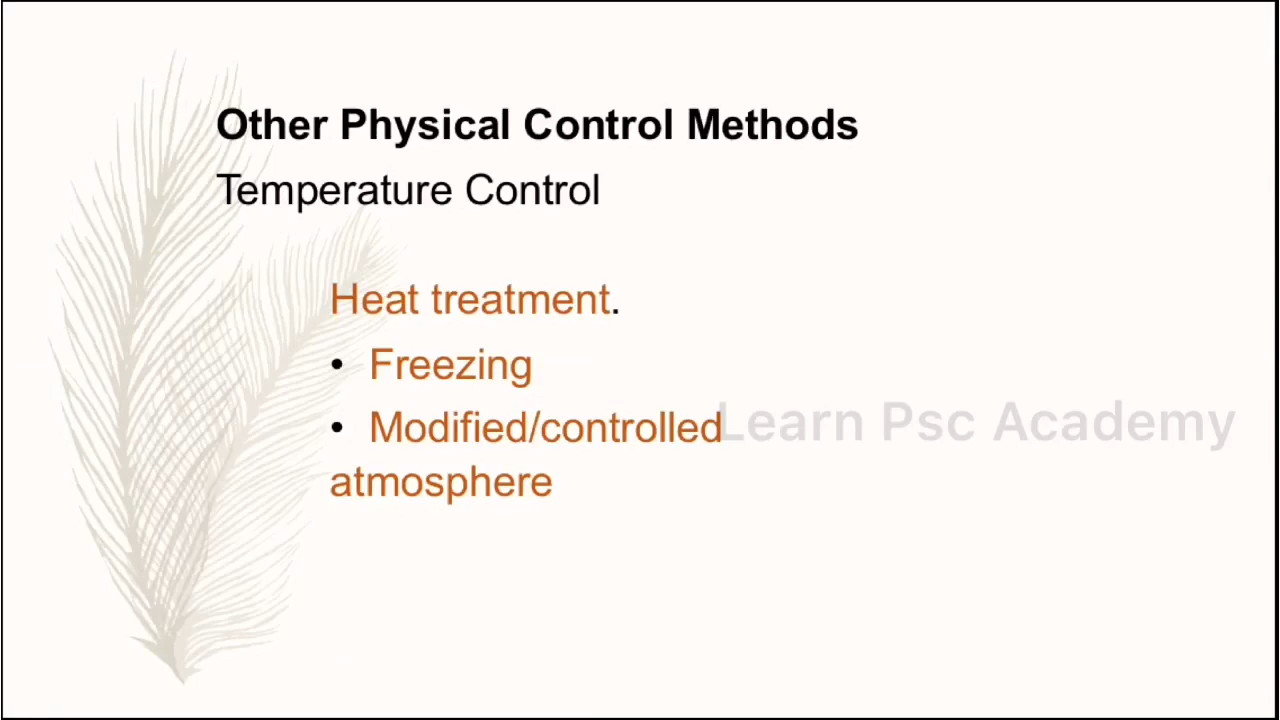 Other Physical Control Methods
Temperature Control
Heat treatment.
• Freezing
• Modified/controlled
atmosphere
Learn Psc Academy